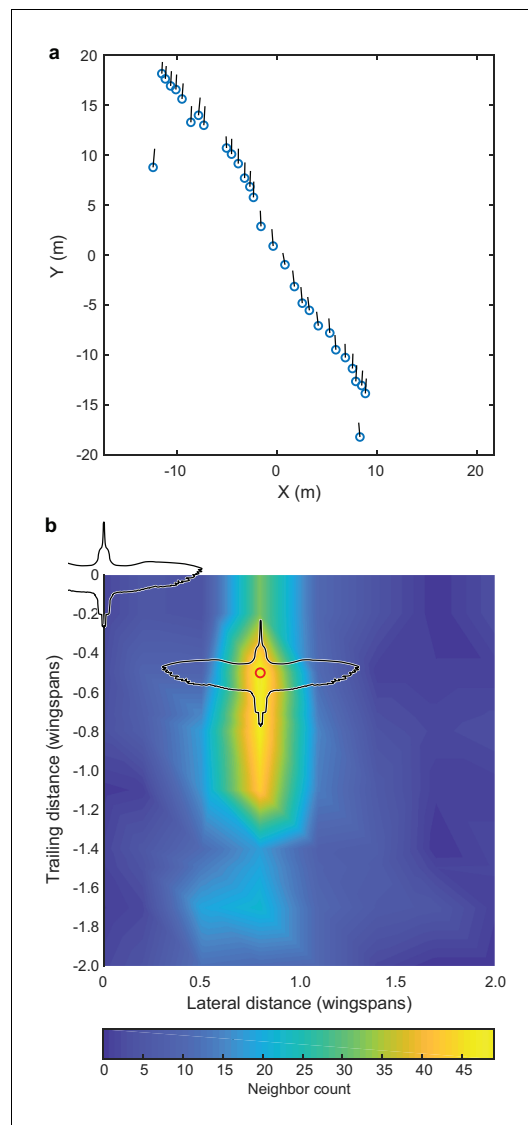 a
20
15
10
5
0
-5
-10
-15
-20
Y (m)
-10 0 10 20
X (m)
b
0
-0.2
-0.4
-0.6
-0.8
-1.0
-1.2
-1.4
-1.6
-1.8
-2.0
Trailing distance (wingspans)
0 0.5 1.0 1.5 2.0
Lateral distance (wingspans)
0 5 10 15 20 25 30 35 40 45
Neighbor count